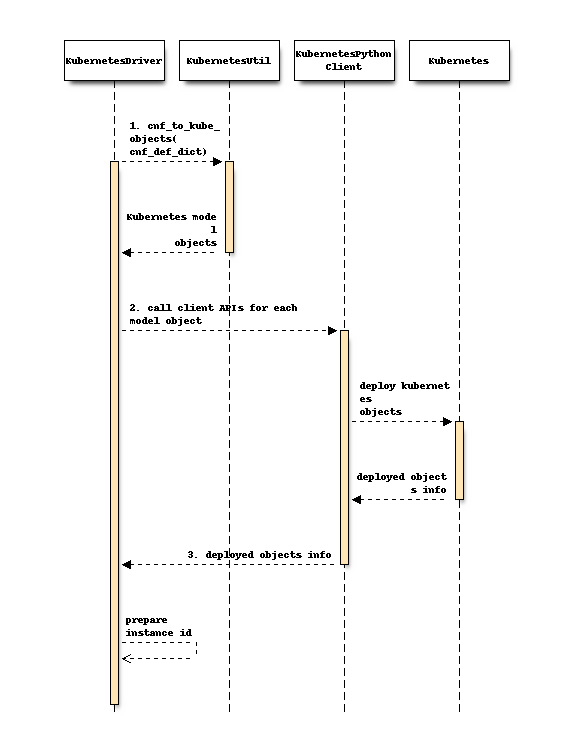 KubernetesDriver
KubernetesUtil
KubernetesPython
Client
Kubernetes
1. cnf_to_kube_
objects(
cnf_def_dict)
Kubernetes mode
l
objects
2. call client APIs for each
model object
deploy kubernet
es
objects
deployed object
s info
3. deployed objects info
prepare
instance id